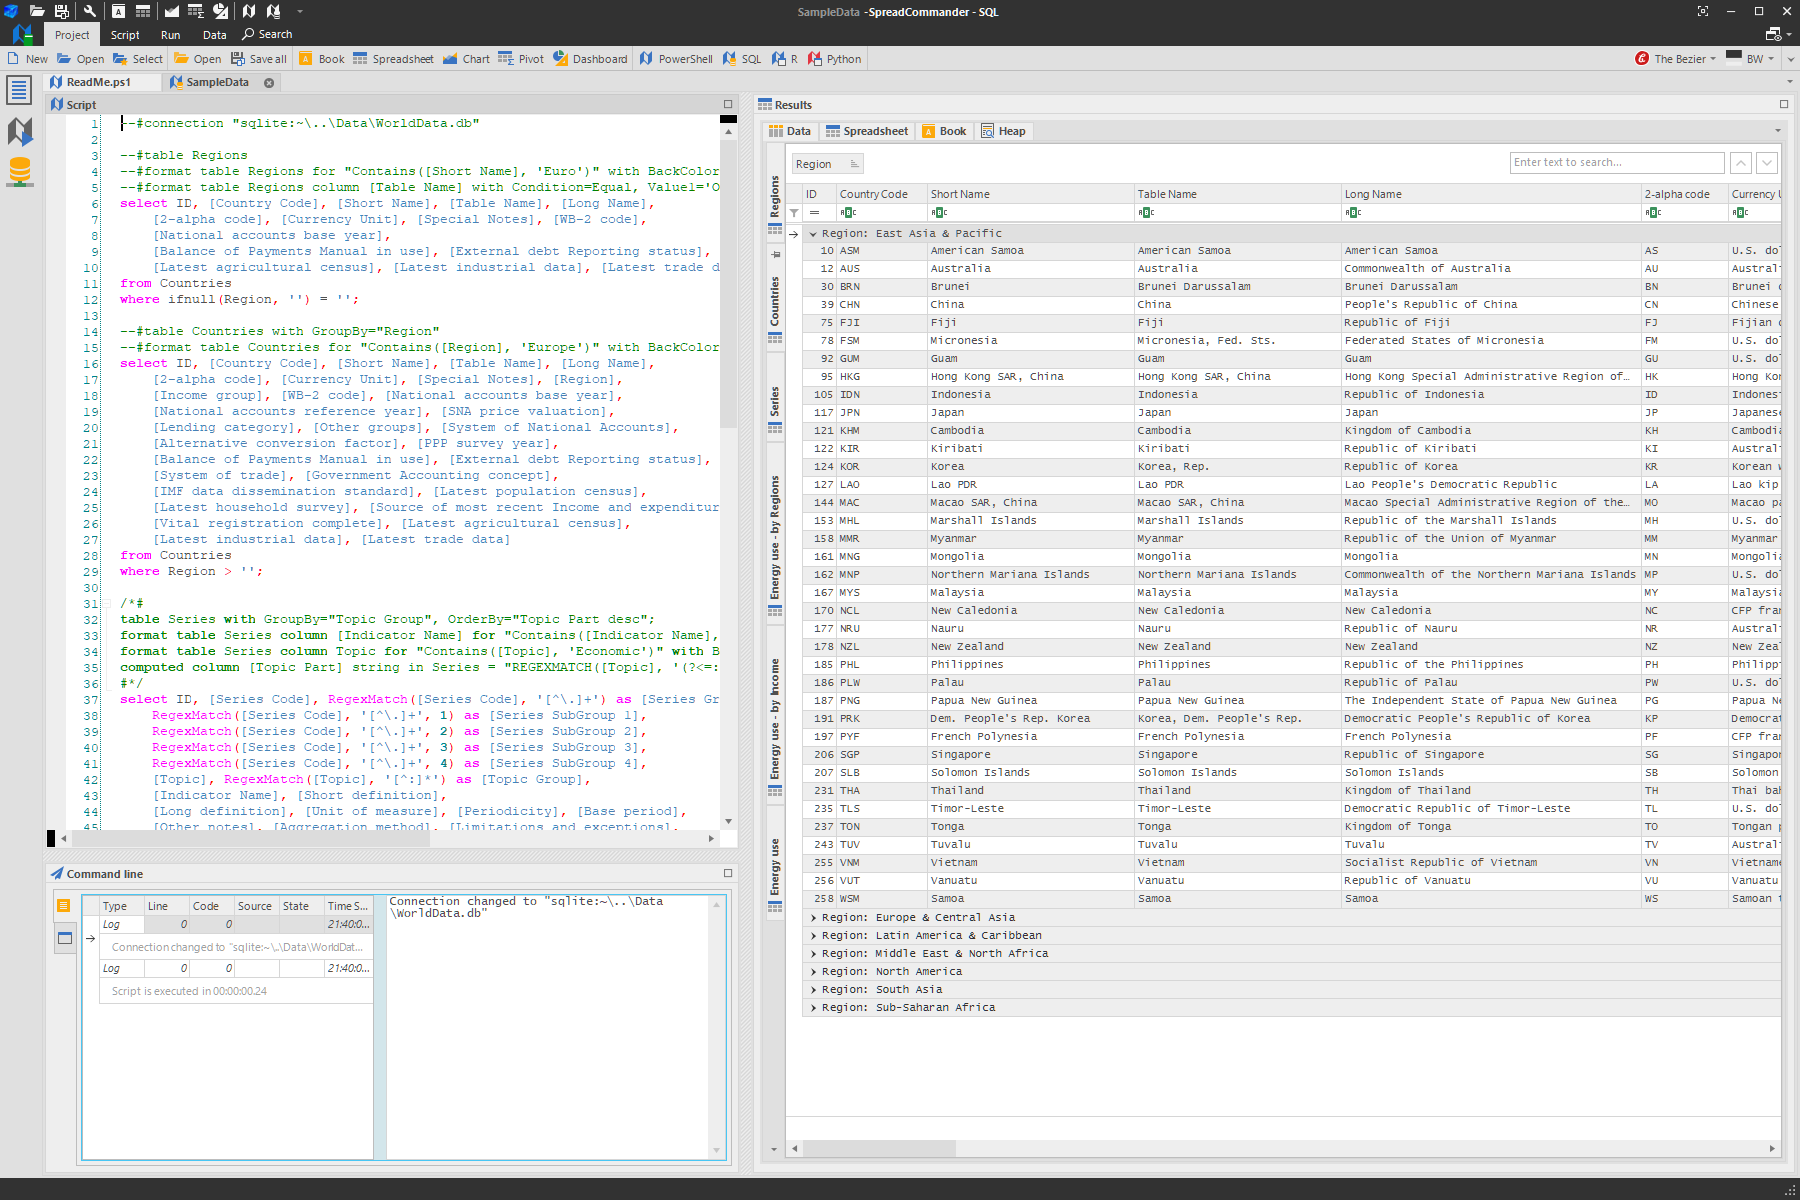 SampleData - SpreadCommander - SQL
Project Script Run Data Search
New Open Select Open Save all Book Spreadsheet Chart Pivot Dashboard PowerShell SQL R Python The Bezier BW
ReadMe.ps1 SampleData
Script
1 --#connection "sqlite:~\..\Data\WorldData.db"
2
3 --#table Regions
4 --#format table Regions for "Contains([Short Name], 'Euro')" with BackColor
5 --#format table Regions column [Table Name] with Condition=Equal, Value1='O
6 select ID, [Country Code], [Short Name], [Table Name], [Long Name],
7 [2-alpha code], [Currency Unit], [Special Notes], [WB-2 code],
8 [National accounts base year],
9 [Balance of Payments Manual in use], [External debt Reporting status],
10 [Latest agricultural census], [Latest industrial data], [Latest trade d
11 from Countries
12 where ifnull(Region, '') = '';
13
14 --#table Countries with GroupBy="Region"
15 --#format table Countries for "Contains([Region], 'Europe')" with BackColor
16 select ID, [Country Code], [Short Name], [Table Name], [Long Name],
17 [2-alpha code], [Currency Unit], [Special Notes], [Region],
18 [Income group], [WB-2 code], [National accounts base year],
19 [National accounts reference year], [SNA price valuation],
20 [Lending category], [Other groups], [System of National Accounts],
21 [Alternative conversion factor], [PPP survey year],
22 [Balance of Payments Manual in use], [External debt Reporting status],
23 [System of trade], [Government Accounting concept],
24 [IMF data dissemination standard], [Latest population census],
25 [Latest household survey], [Source of most recent Income and expenditur
26 [Vital registration complete], [Latest agricultural census],
27 [Latest industrial data], [Latest trade data]
28 from Countries
29 where Region > '';
30
31 /*#
32 table Series with GroupBy="Topic Group", OrderBy="Topic Part desc";
33 format table Series column [Indicator Name] for "Contains([Indicator Name],
34 format table Series column Topic for "Contains([Topic], 'Economic')" with B
35 computed column [Topic Part] string in Series = "REGEXMATCH([Topic], '(?<=:
36 #*/
37 select ID, [Series Code], RegexMatch([Series Code], '[^\.]+') as [Series Gr
38 RegexMatch([Series Code], '[^\.]+', 1) as [Series SubGroup 1],
39 RegexMatch([Series Code], '[^\.]+', 2) as [Series SubGroup 2],
40 RegexMatch([Series Code], '[^\.]+', 3) as [Series SubGroup 3],
41 RegexMatch([Series Code], '[^\.]+', 4) as [Series SubGroup 4],
42 [Topic], RegexMatch([Topic], '[^:]*') as [Topic Group],
43 [Indicator Name], [Short definition],
44 [Long definition], [Unit of measure], [Periodicity], [Base period],
45 [Other notes], [Aggregation method], [Limitations and exceptions],
Command line
Type Line Code Source State Time S...
Log 0 0 21:40:0...
Connection changed to "sqlite:~\..\Data\WorldDat...
Log 0 0 21:40:0...
Script is executed in 00:00:00.24
Connection changed to "sqlite:~\..\Data
\WorldData.db"
Results
Data Spreadsheet Book Heap
Regions
Countries
Series
Energy use - by Regions
Energy use - by Income
Energy use
Region
Enter text to search...
ID Country Code Short Name Table Name Long Name 2-alpha code Currency U
Region: East Asia & Pacific
10 ASM American Samoa American Samoa American Samoa AS U.S. dol
12 AUS Australia Australia Commonwealth of Australia AU Australi
30 BRN Brunei Brunei Darussalam Brunei Darussalam BN Brunei d
39 CHN China China People's Republic of China CN Chinese
75 FJI Fiji Fiji Republic of Fiji FJ Fijian d
78 FSM Micronesia Micronesia, Fed. Sts. Federated States of Micronesia FM U.S. dol
92 GUM Guam Guam Guam GU U.S. dol
95 HKG Hong Kong SAR, China Hong Kong SAR, China Hong Kong Special Administrative Region of... HK Hong Kon
105 IDN Indonesia Indonesia Republic of Indonesia ID Indonesi
117 JPN Japan Japan Japan JP Japanese
121 KHM Cambodia Cambodia Kingdom of Cambodia KH Cambodia
122 KIR Kiribati Kiribati Republic of Kiribati KI Australi
124 KOR Korea Korea, Rep. Republic of Korea KR Korean w
127 LAO Lao PDR Lao PDR Lao People's Democratic Republic LA Lao kip
144 MAC Macao SAR, China Macao SAR, China Macao Special Administrative Region of the... MO Macao pa
153 MHL Marshall Islands Marshall Islands Republic of the Marshall Islands MH U.S. dol
158 MMR Myanmar Myanmar Republic of the Union of Myanmar MM Myanmar
161 MNG Mongolia Mongolia Mongolia MN Mongolia
162 MNP Northern Mariana Islands Northern Mariana Islands Commonwealth of the Northern Mariana Islands MP U.S. dol
167 MYS Malaysia Malaysia Malaysia MY Malaysia
170 NCL New Caledonia New Caledonia New Caledonia NC CFP fran
177 NRU Nauru Nauru Republic of Nauru NR Australi
178 NZL New Zealand New Zealand New Zealand NZ New Zeal
185 PHL Philippines Philippines Republic of the Philippines PH Philippi
186 PLW Palau Palau Republic of Palau PW U.S. dol
187 PNG Papua New Guinea Papua New Guinea The Independent State of Papua New Guinea PG Papua Ne
191 PRK Dem. People's Rep. Korea Korea, Dem. People's Rep. Democratic People's Republic of Korea KP Democrat
197 PYF French Polynesia French Polynesia French Polynesia PF CFP fran
206 SGP Singapore Singapore Republic of Singapore SG Singapor
207 SLB Solomon Islands Solomon Islands Solomon Islands SB Solomon
231 THA Thailand Thailand Kingdom of Thailand TH Thai bah
235 TLS Timor-Leste Timor-Leste Democratic Republic of Timor-Leste TL U.S. dol
237 TON Tonga Tonga Kingdom of Tonga TO Tongan p
243 TUV Tuvalu Tuvalu Tuvalu TV Australi
255 VNM Vietnam Vietnam Socialist Republic of Vietnam VN Vietname
256 VUT Vanuatu Vanuatu Republic of Vanuatu VU Vanuatu
258 WSM Samoa Samoa Samoa WS Samoan t
Region: Europe & Central Asia
Region: Latin America & Caribbean
Region: Middle East & North Africa
Region: North America
Region: South Asia
Region: Sub-Saharan Africa